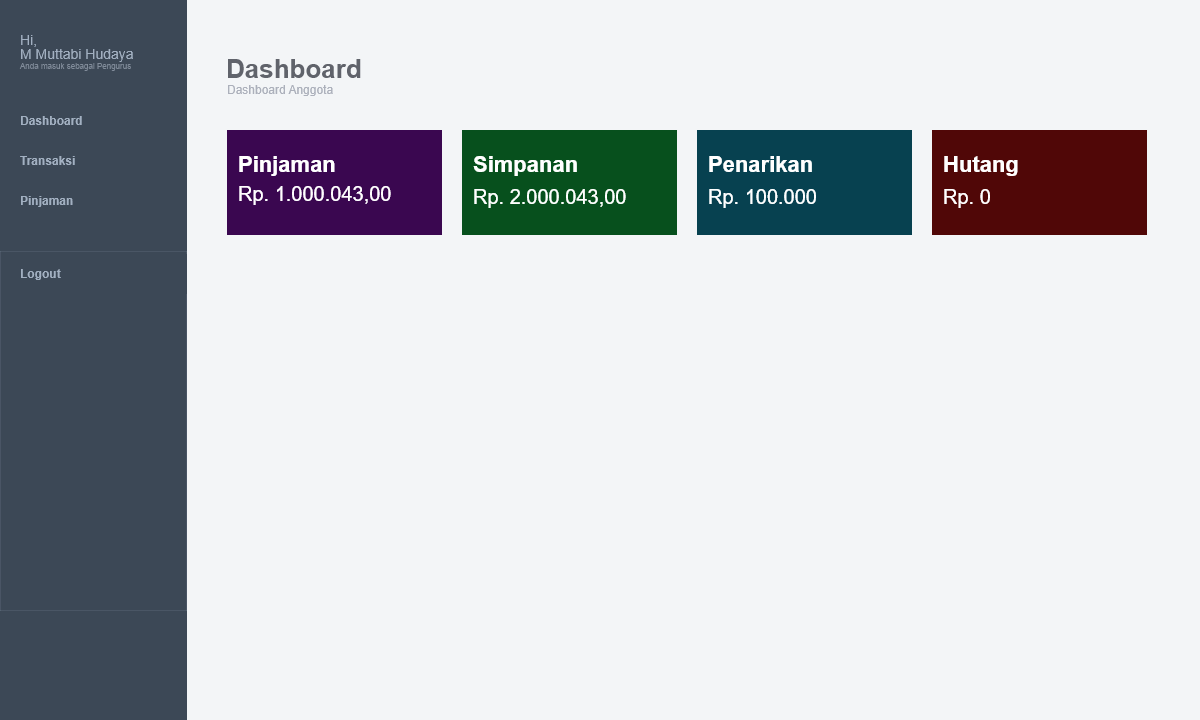 Hi,
M Muttabi Hudaya
Anda masuk sebagai Pengurus
Dashboard
Transaksi
Pinjaman
Logout
Dashboard
Dashboard Anggota
Pinjaman
Rp. 1.000.043,00
Simpanan
Rp. 2.000.043,00
Penarikan
Rp. 100.000
Hutang
Rp. 0